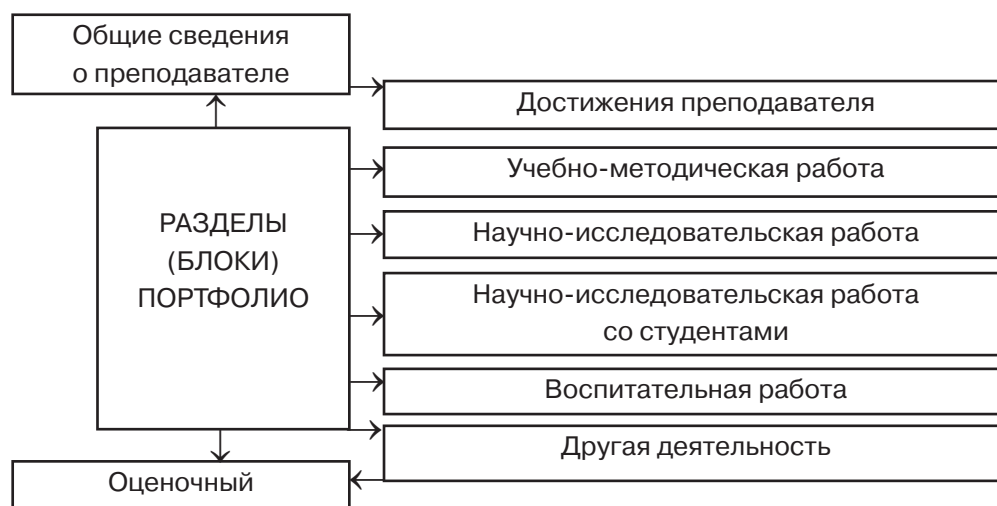 Общие сведения
о преподавателе
Достижения преподавателя
Учебно-методическая работа
РАЗДЕЛЫ
(БЛОКИ)
ПОРТФОЛИО
Научно-исследовательская работа
Научно-исследовательская работа
со студентами
Воспитательная работа
Другая деятельность
Оценочный